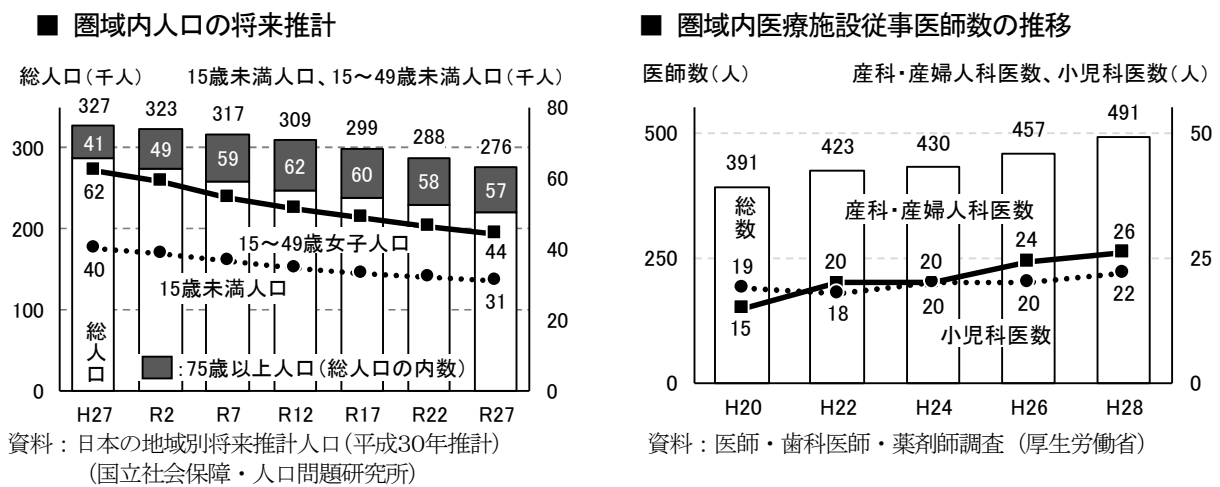 ■ 圏域内人口の将来推計
総人口（千人） 15歳未満人口、15～49歳未満人口（千人）
327 323 317 309 299 288 276
80
300
41 49 59 62 60 58 57
60
62
200
15～49歳女子人口
44
40
40
15歳未満人口
31
100
20
総人口
:75歳以上人口（総人口の内数）
0 0
H27 R2 R7 R12 R17 R22 R27
資料：日本の地域別将来推計人口（平成30年推計）
（国立社会保障・人口問題研究所）
■ 圏域内医療施設従事医師数の推移
医師数（人） 産科・産婦人科医数、小児科医数（人）
500 50
391 423 430 457 491
総数
産科・産婦人科医数
19 20 20 24 26
250 25
15 18 20 20 22
小児科医数
0 0
H20 H22 H24 H26 H28
資料：医師・歯科医師・薬剤師調査（厚生労働省）